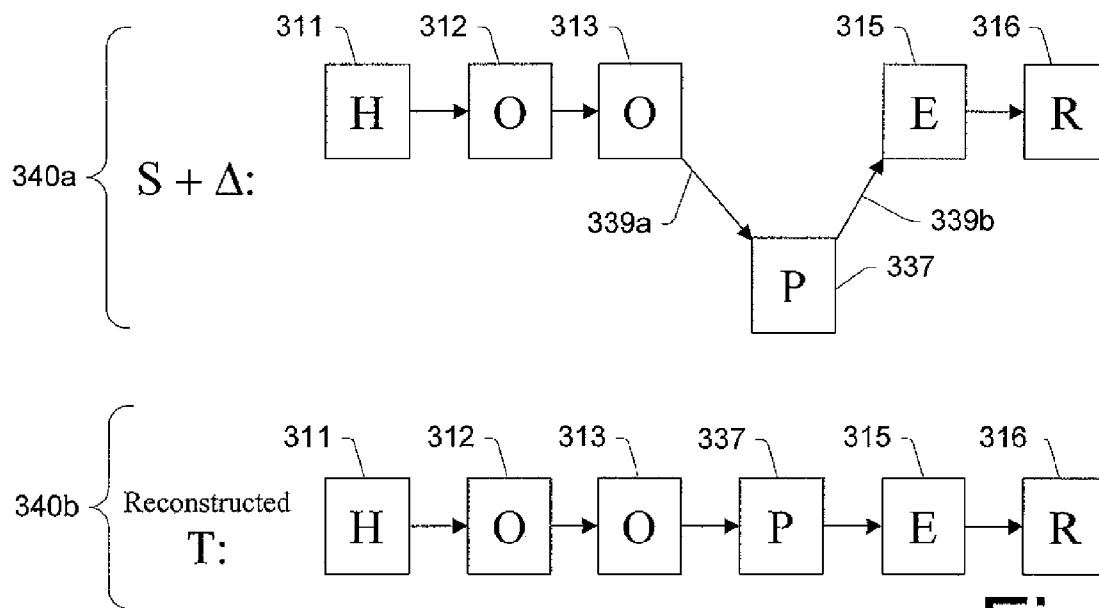 311 312 313 315 316
H O O E R
340a S + Δ:
339a 339b
P 337
311 312 313 337 315 316
340b Reconstructed
T: H O O P E R